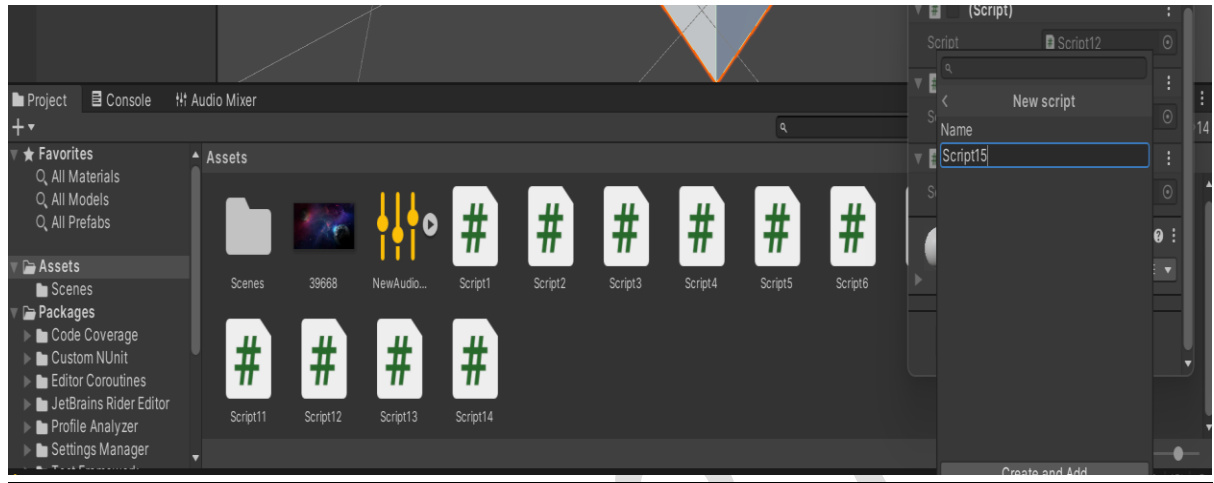 (Script)
Script Script12
Project Console Audio Mixer
New script
14
Name
Script15
Favorites
All Materials
All Models
All Prefabs
Assets
Scenes
Packages
Code Coverage
Custom NUnit
Editor Coroutines
JetBrains Rider Editor
Profile Analyzer
Settings Manager
Assets
Scenes 39668 NewAudio... Script1 Script2 Script3 Script4 Script5 Script6
Script11 Script12 Script13 Script14
Create and Add